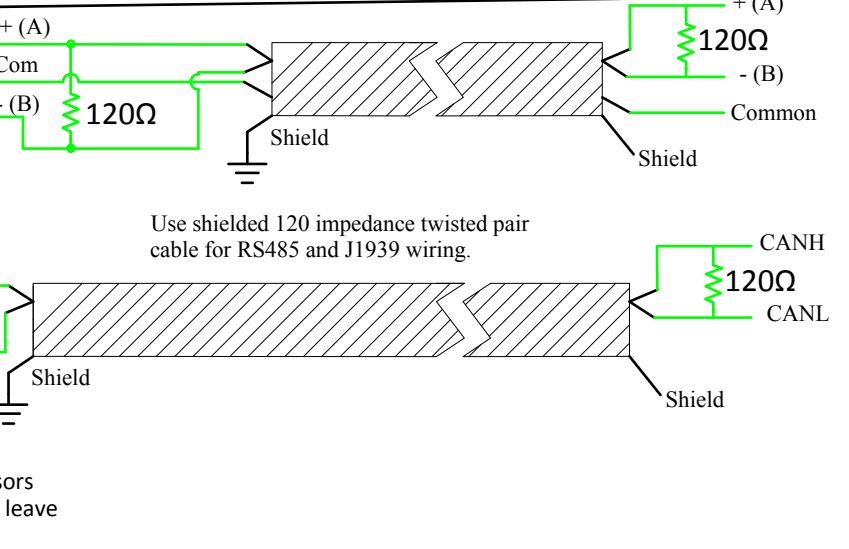 + (A)
+ (A)
120Ω
Com
- (B)
- (B)
120Ω
Common
Shield
Shield
Use shielded 120 impedance twisted pair
cable for RS485 and J1939 wiring.
CANH
120Ω
CANL
Shield
Shield
leave